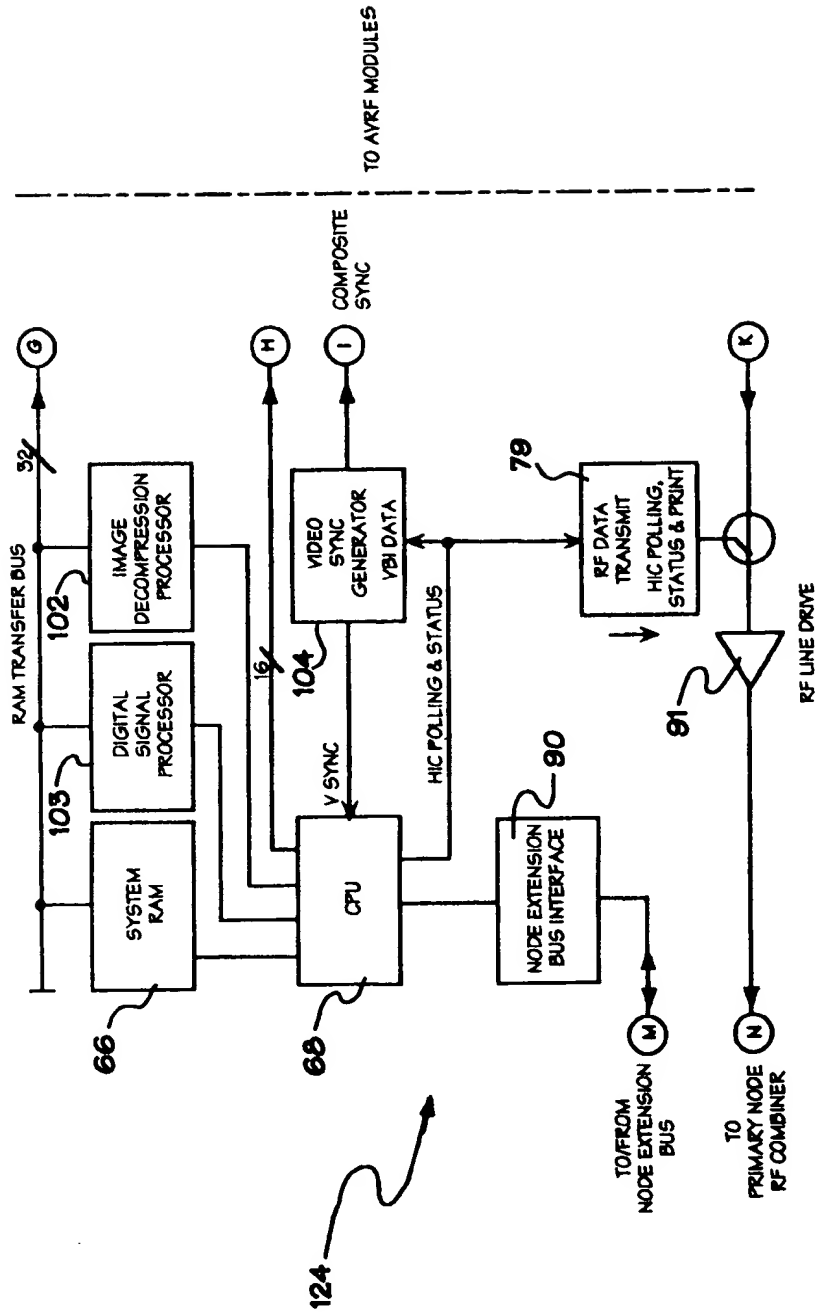 RAM TRANSFER BUS
32
G
SYSTEM
RAM
66
DIGITAL
SIGNAL
PROCESSOR
103
IMAGE
DECOMPRESSION
PROCESSOR
102
16
H
CPU
68
V SYNC
VIDEO
SYNC
GENERATOR
VBI DATA
104
I
COMPOSITE
SYNC
TO AVRF MODULES
HIC POLLING & STATUS
NODE EXTENSION
BUS INTERFACE
90
RF DATA
TRANSMIT
HIC POLLING,
STATUS & PRINT
79
M
TO/FROM
NODE EXTENSION
BUS
K
91
RF LINE DRIVE
N
TO
PRIMARY NODE
RF COMBINER
124